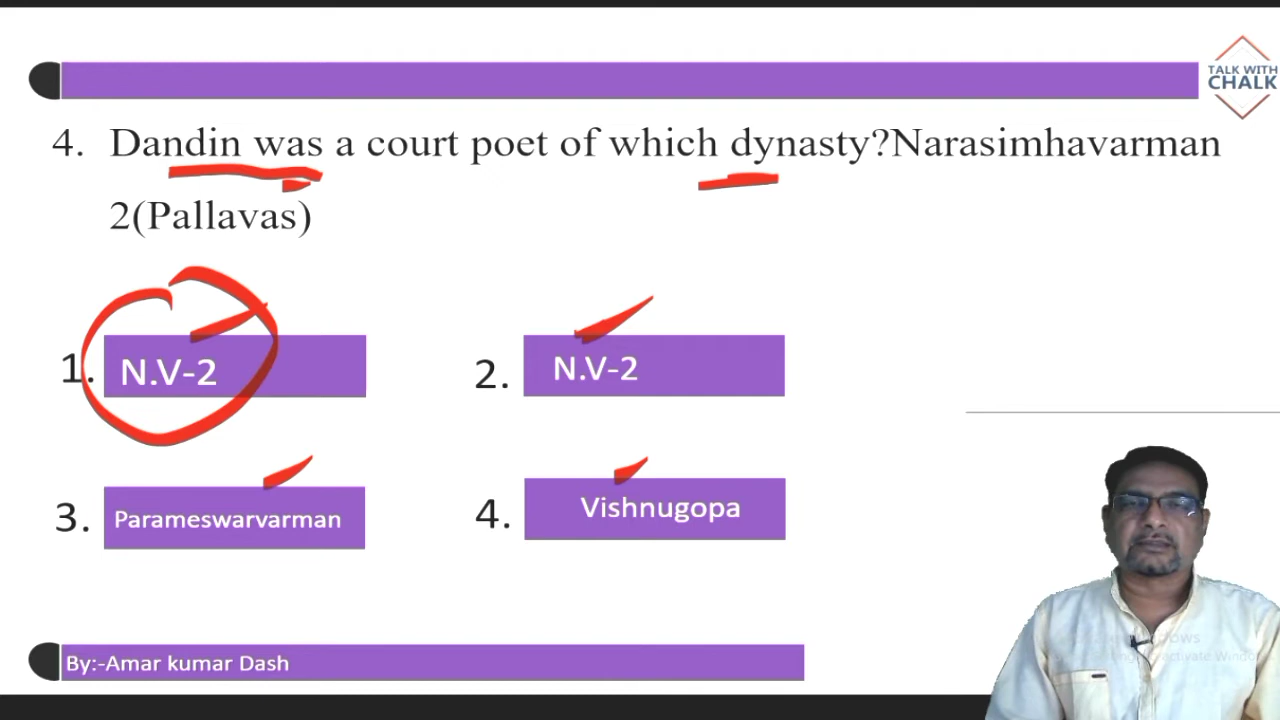 TALK WITH
CHALK
4. Dandin was a court poet of which dynasty?Narasimhavarman
2(Pallavas)
1. N.V-2
2. N.V-2
3. Parameswarvarman
4. Vishnugopa
By:-Amar kumar Dash